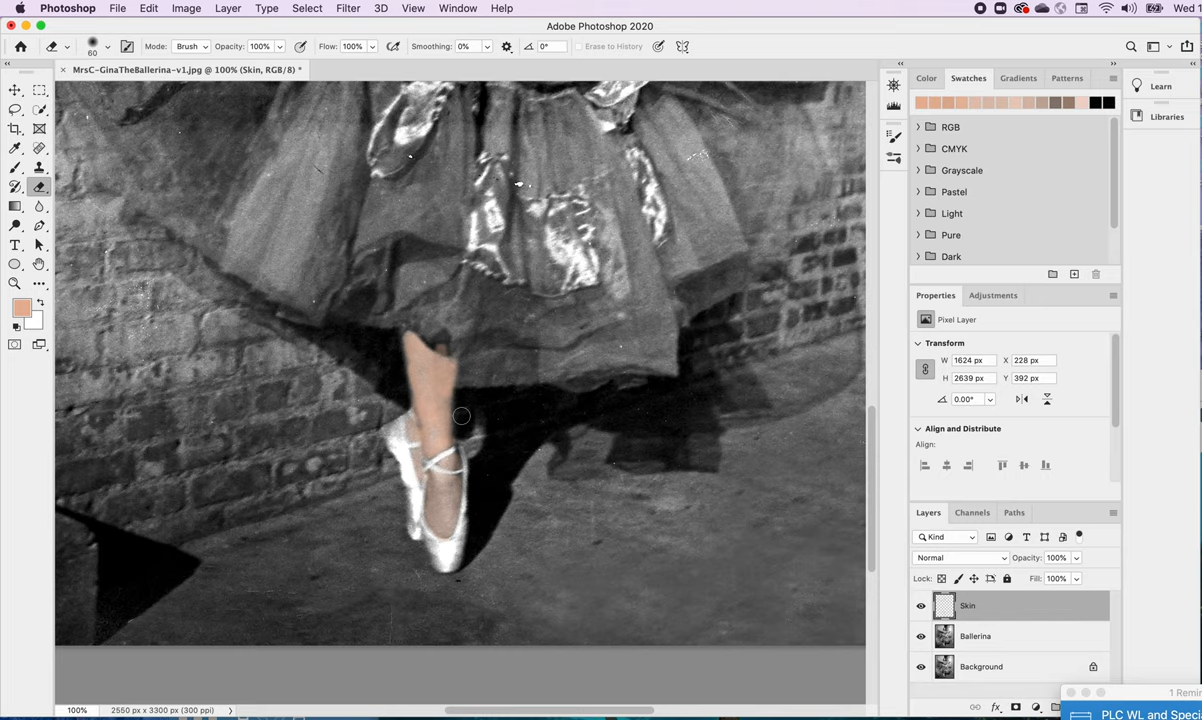 Photoshop File Edit Image Layer Type Select Filter 3D View Window Help Wed 1
Adobe Photoshop 2020
60 Mode: Brush Opacity: 100% Flow: 100% Smoothing: 0% 0° Erase to History
MrsC-GinaTheBallerina-v1.jpg @ 100% (Skin, RGB/8) *
Color Swatches Gradients Patterns
Learn
Libraries
RGB
CMYK
Grayscale
Pastel
Light
Pure
Dark
Properties Adjustments
Pixel Layer
Transform
W 1624 px X 228 px
H 2639 px Y 392 px
0.00°
Align and Distribute
Align:
Layers Channels Paths
Kind
Normal Opacity: 100%
Lock: Fill: 100%
Skin
Ballerina
Background
1 Remin
PLC WL and Speci
100% 2550 px x 3300 px (300 ppi)